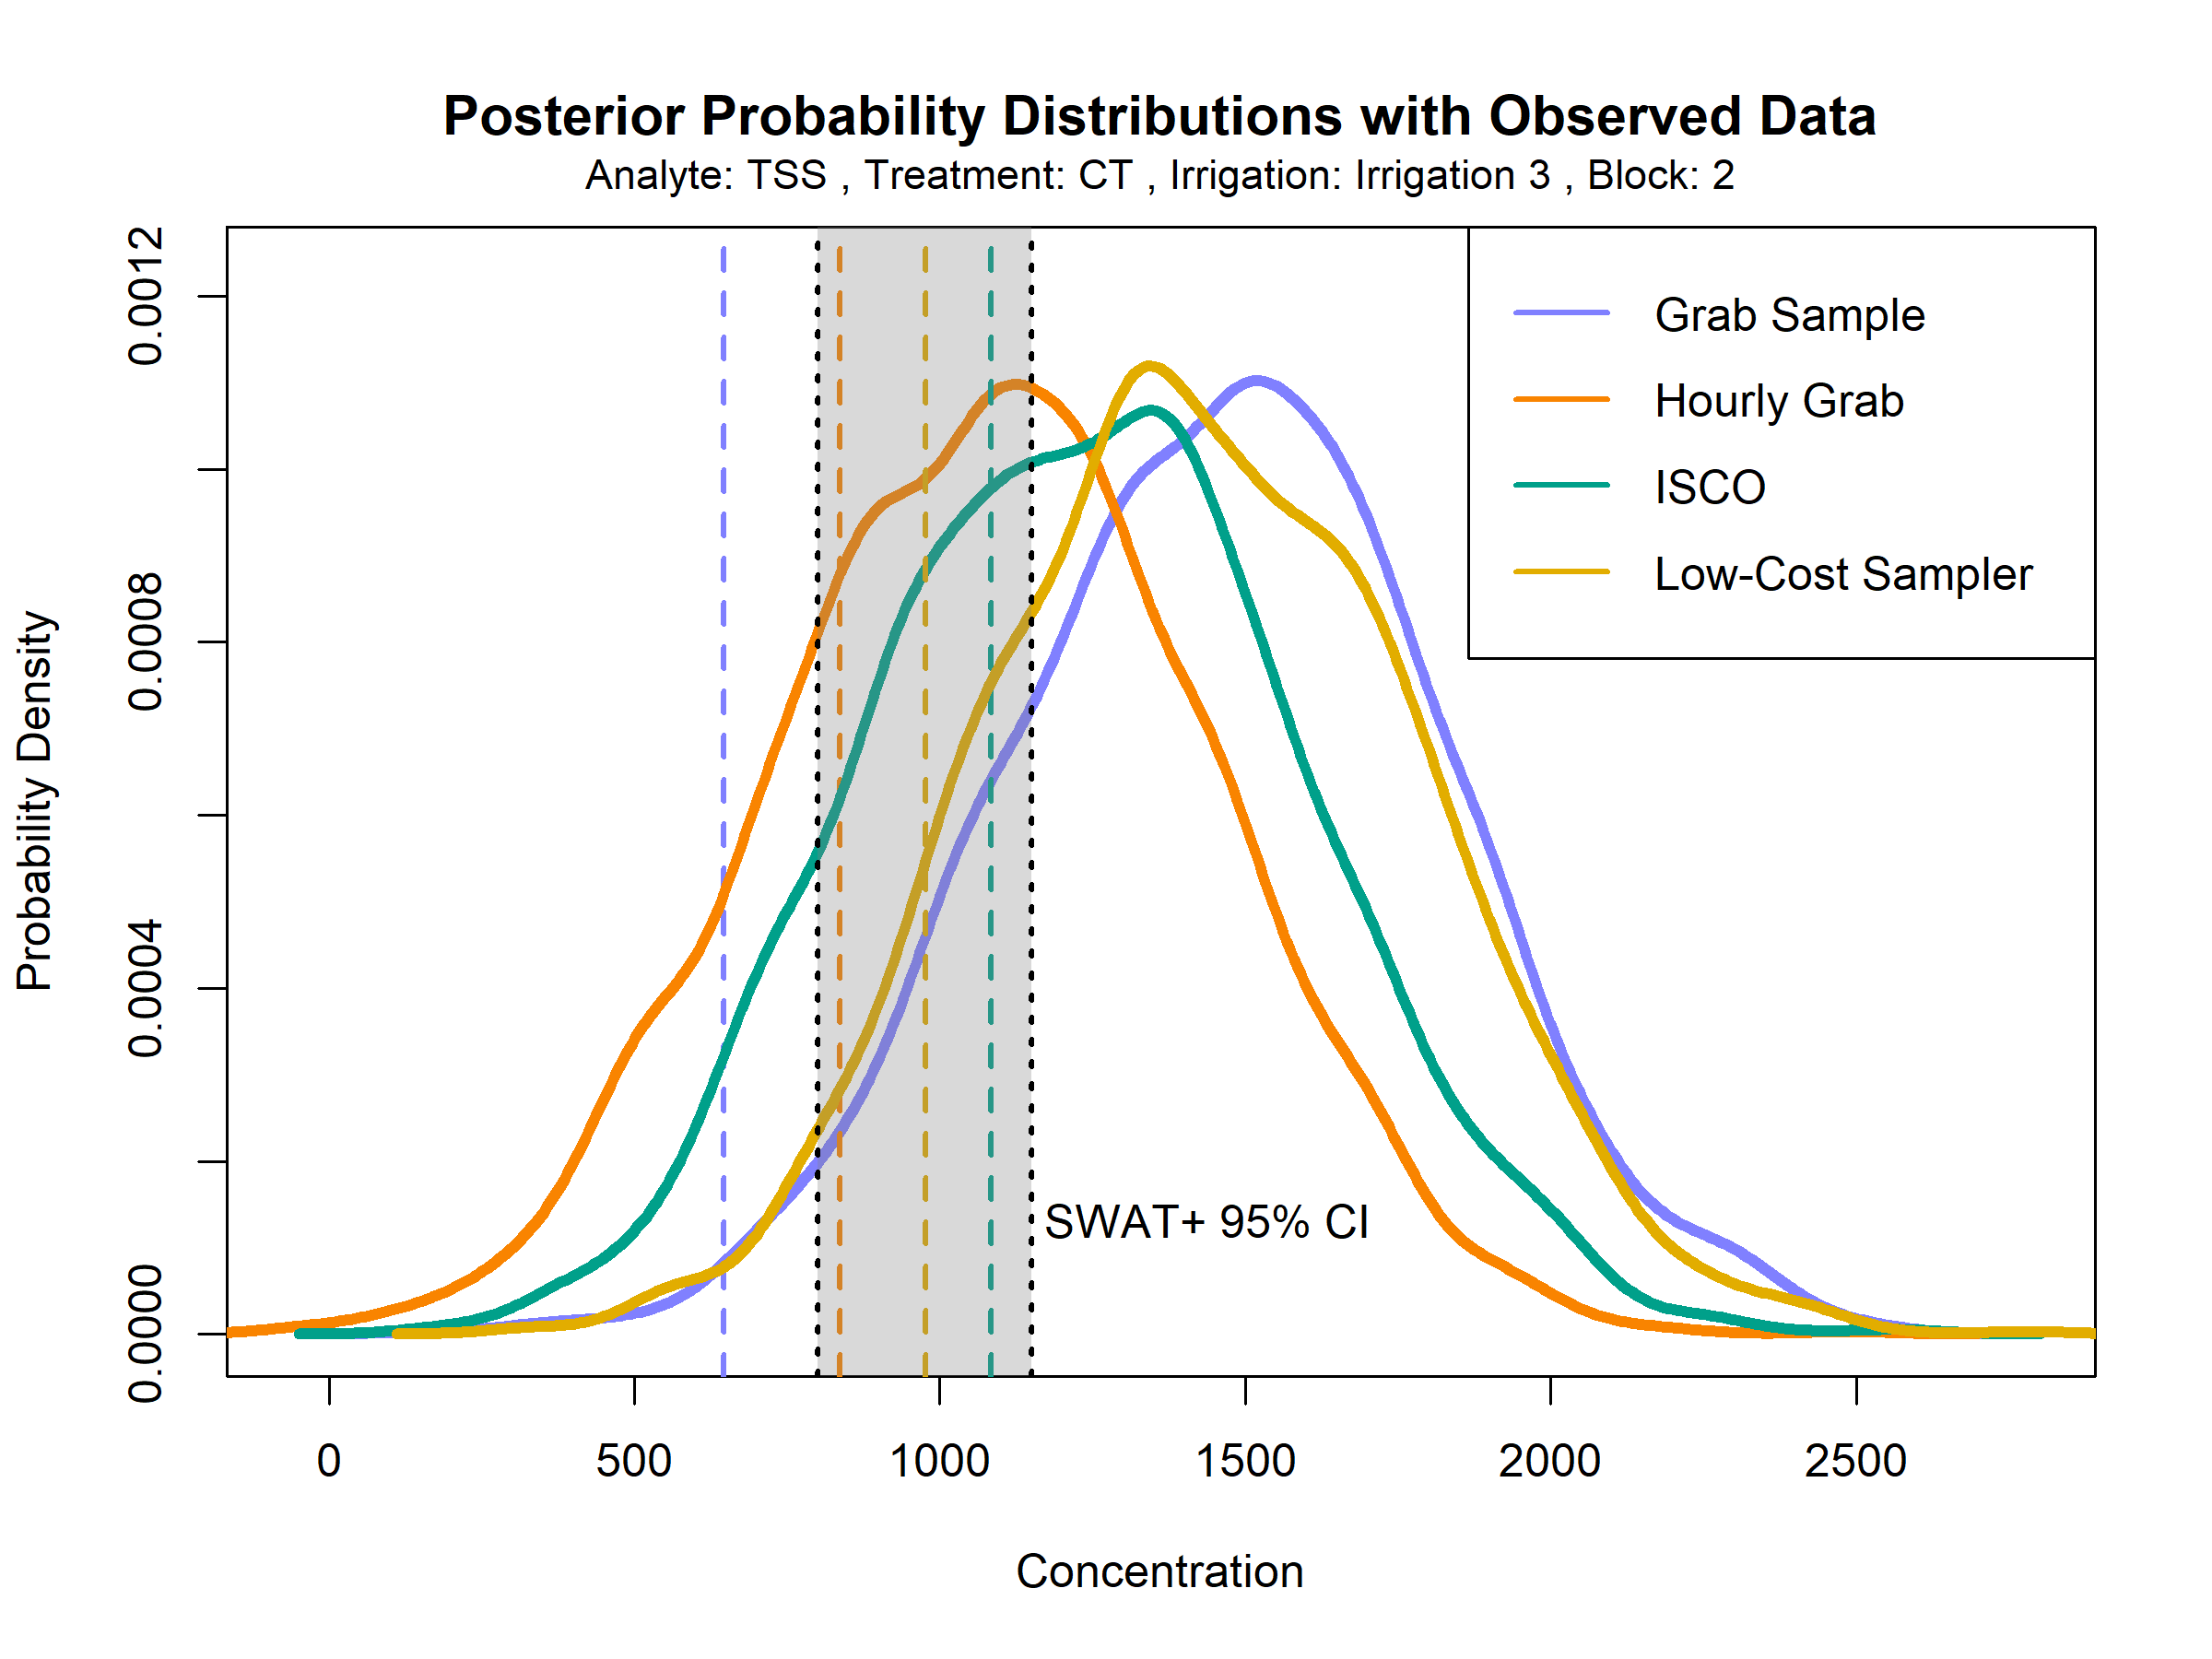 Posterior Probability Distributions with Observed Data
Analyte: TSS , Treatment: CT , Irrigation: Irrigation 3 , Block: 2
Grab Sample
Hourly Grab
ISCO
Low-Cost Sampler
SWAT+ 95% CI
Probability Density
0.0000
0.0004
0.0008
0.0012
0
500
1000
1500
2000
2500
Concentration